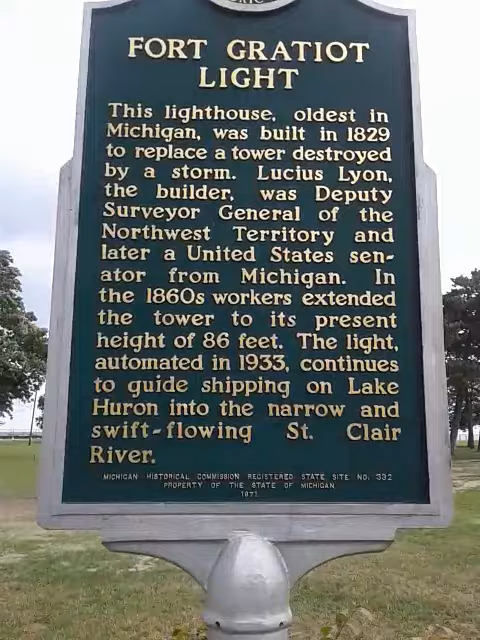 FORT GRATIOT
LIGHT
This lighthouse, oldest in
Michigan, was built in 1829
to replace a tower destroyed
by a storm. Lucius Lyon,
the builder, was Deputy
Surveyor General of the
Northwest Territory and
later a United States sen-
ator from Michigan. In
the 1860s workers extended
the tower to its present
height of 86 feet. The light,
automated in 1933, continues
to guide shipping on Lake
Huron into the narrow and
swift-flowing St. Clair
River.
MICHIGAN HISTORICAL COMMISSION REGISTERED STATE SITE NO. 332
PROPERTY OF THE STATE OF MICHIGAN